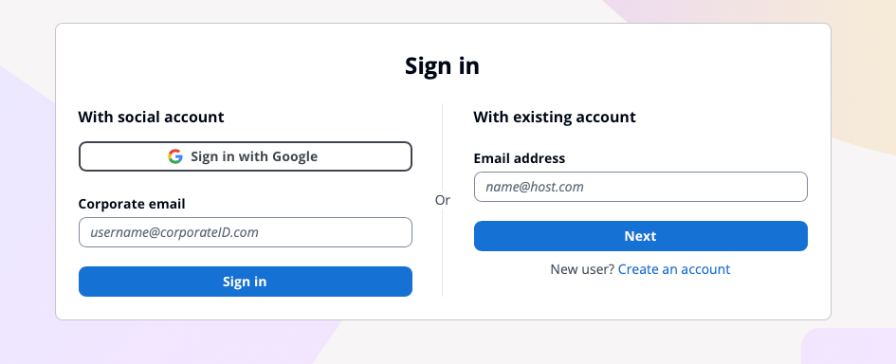 Sign in
With social account
Sign in with Google
Corporate email
username@corporateID.com
Sign in
Or
With existing account
Email address
name@host.com
Next
New user? Create an account